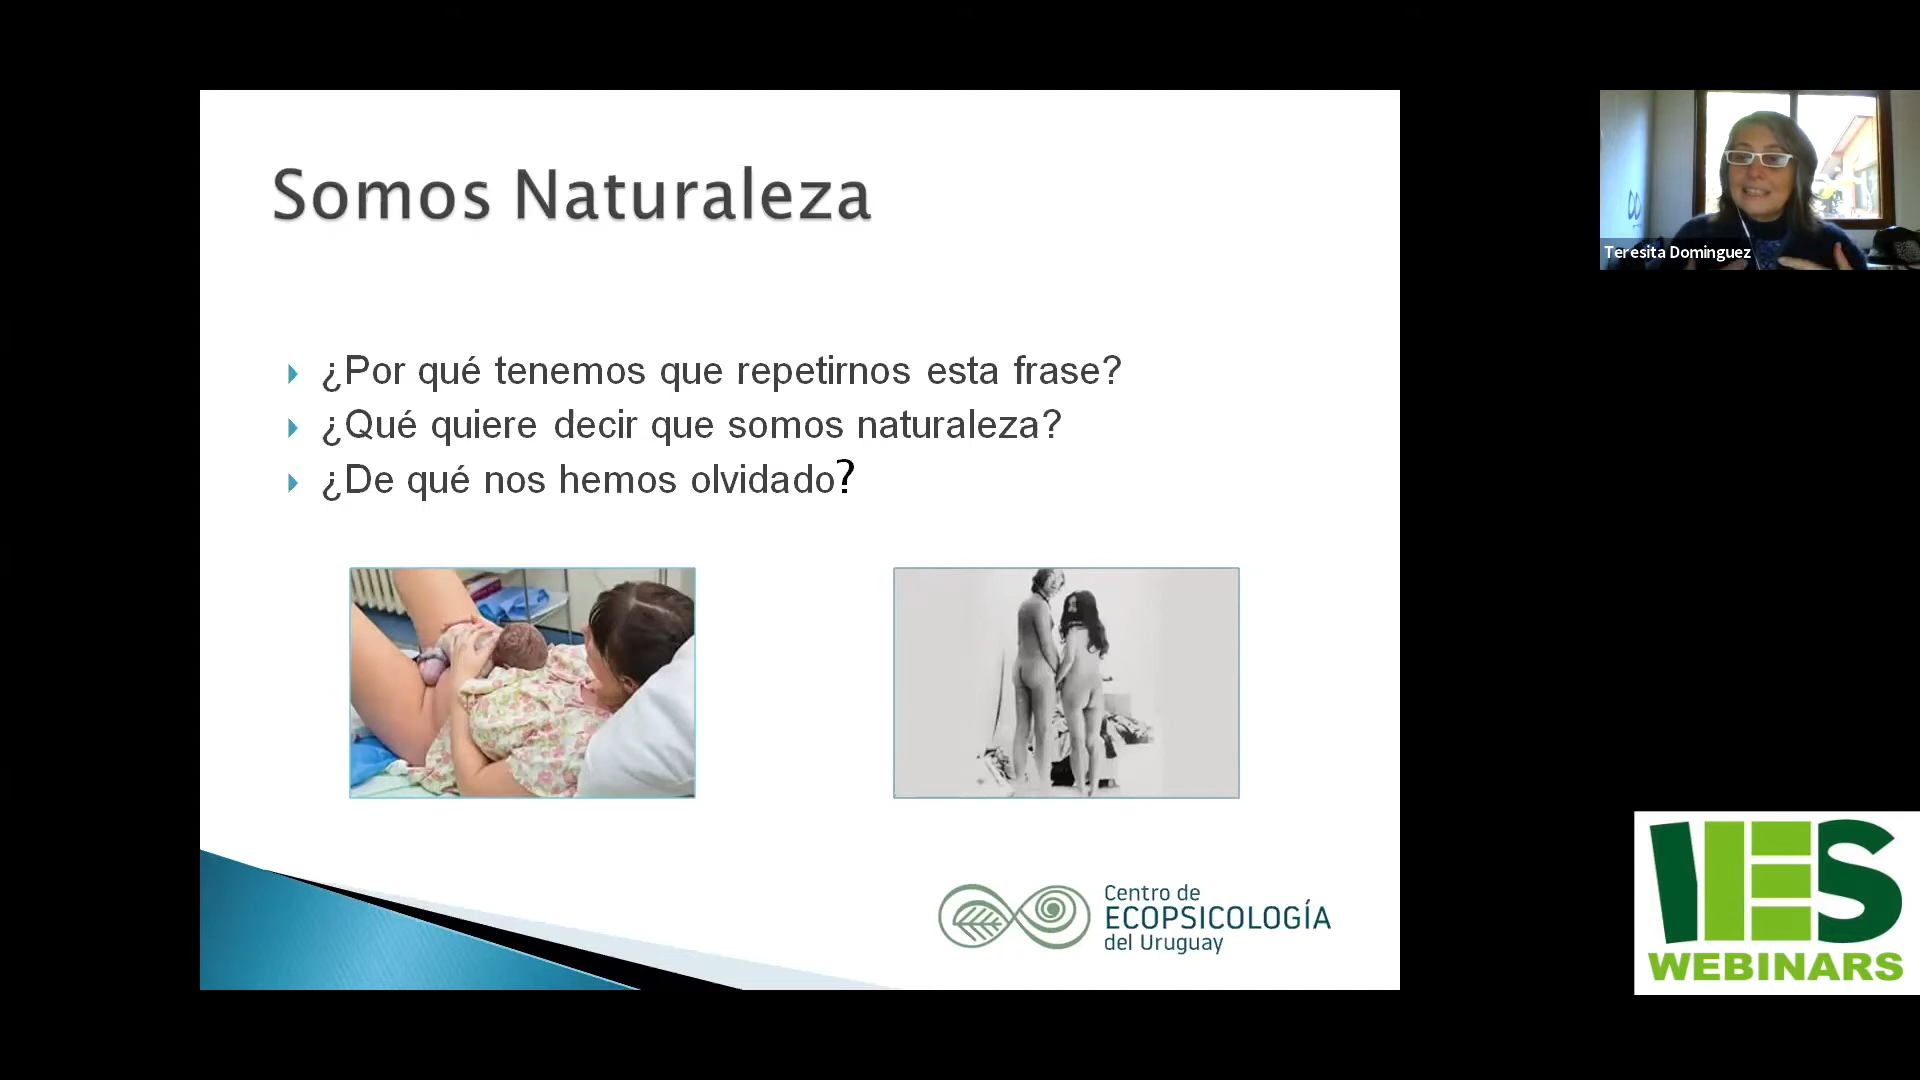 Somos Naturaleza
¿Por qué tenemos que repetirnos esta frase?
¿Qué quiere decir que somos naturaleza?
¿De qué nos hemos olvidado?
Centro de
ECOPSICOLOGÍA
del Uruguay
Teresita Dominguez
IES
WEBINARS